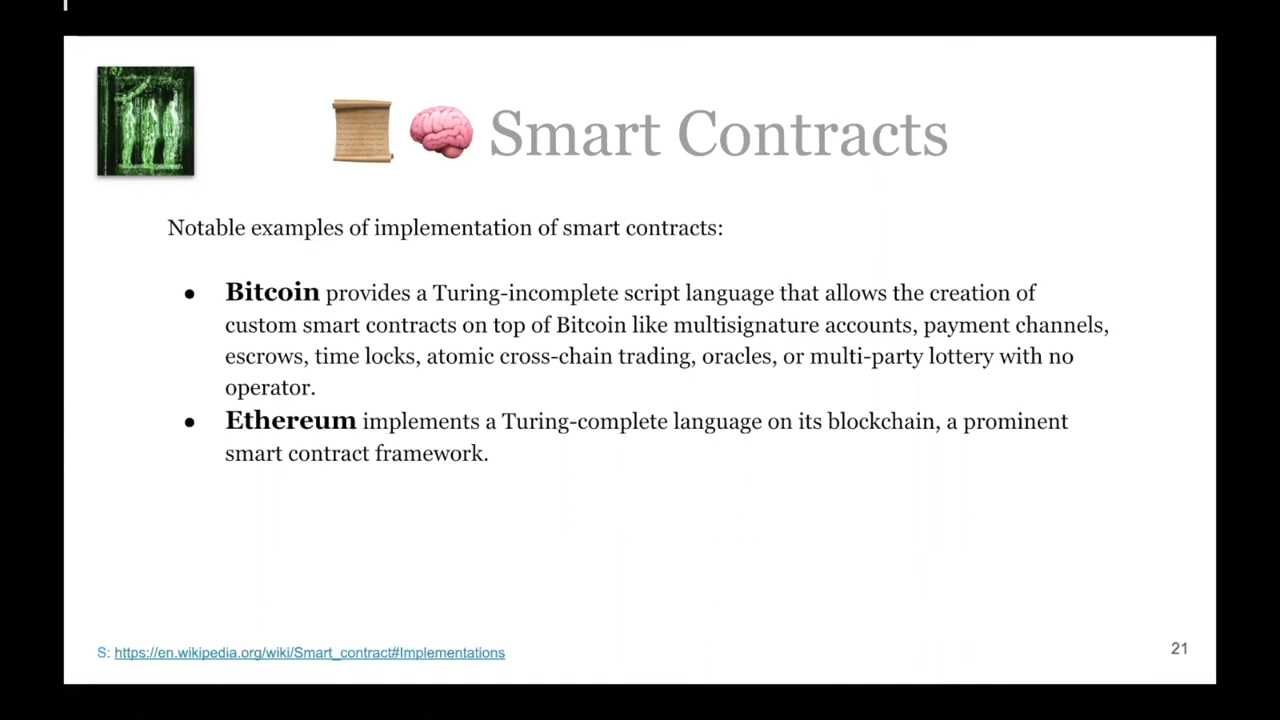 Smart Contracts
Notable examples of implementation of smart contracts:
● Bitcoin provides a Turing-incomplete script language that allows the creation of
custom smart contracts on top of Bitcoin like multisignature accounts, payment channels,
escrows, time locks, atomic cross-chain trading, oracles, or multi-party lottery with no
operator.
● Ethereum implements a Turing-complete language on its blockchain, a prominent
smart contract framework.
S: https://en.wikipedia.org/wiki/Smart_contract#Implementations
21